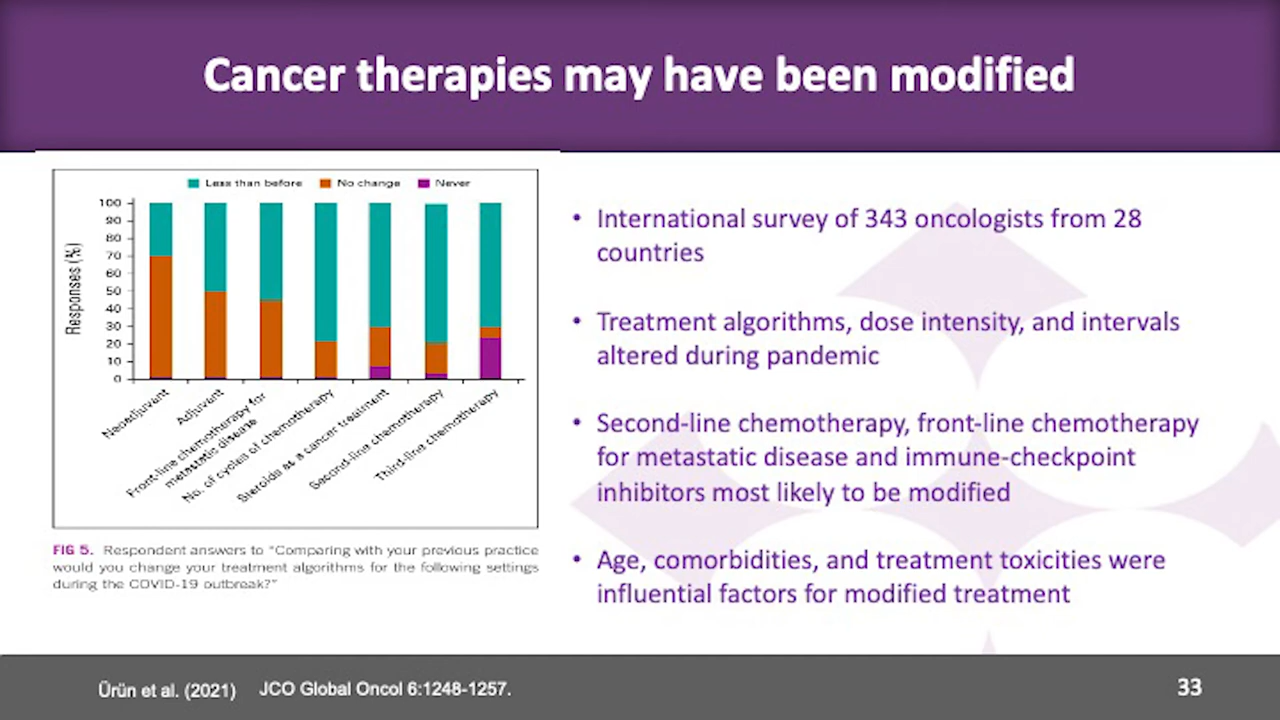 Cancer therapies may have been modified
Less than before No change Never
Responses (%)
100
90
80
70
60
50
40
30
20
10
0
Neoadjuvant
Adjuvant
Front-line chemotherapy for
metastatic disease
No. of cycles of chemotherapy
Steroids as a cancer treatment
Second-line chemotherapy
Third-line chemotherapy
FIG 5. Respondent answers to "Comparing with your previous practice
would you change your treatment algorithms for the following settings
during the COVID-19 outbreak?"
• International survey of 343 oncologists from 28
countries
• Treatment algorithms, dose intensity, and intervals
altered during pandemic
• Second-line chemotherapy, front-line chemotherapy
for metastatic disease and immune-checkpoint
inhibitors most likely to be modified
• Age, comorbidities, and treatment toxicities were
influential factors for modified treatment
Ürün et al. (2021) JCO Global Oncol 6:1248-1257.
33